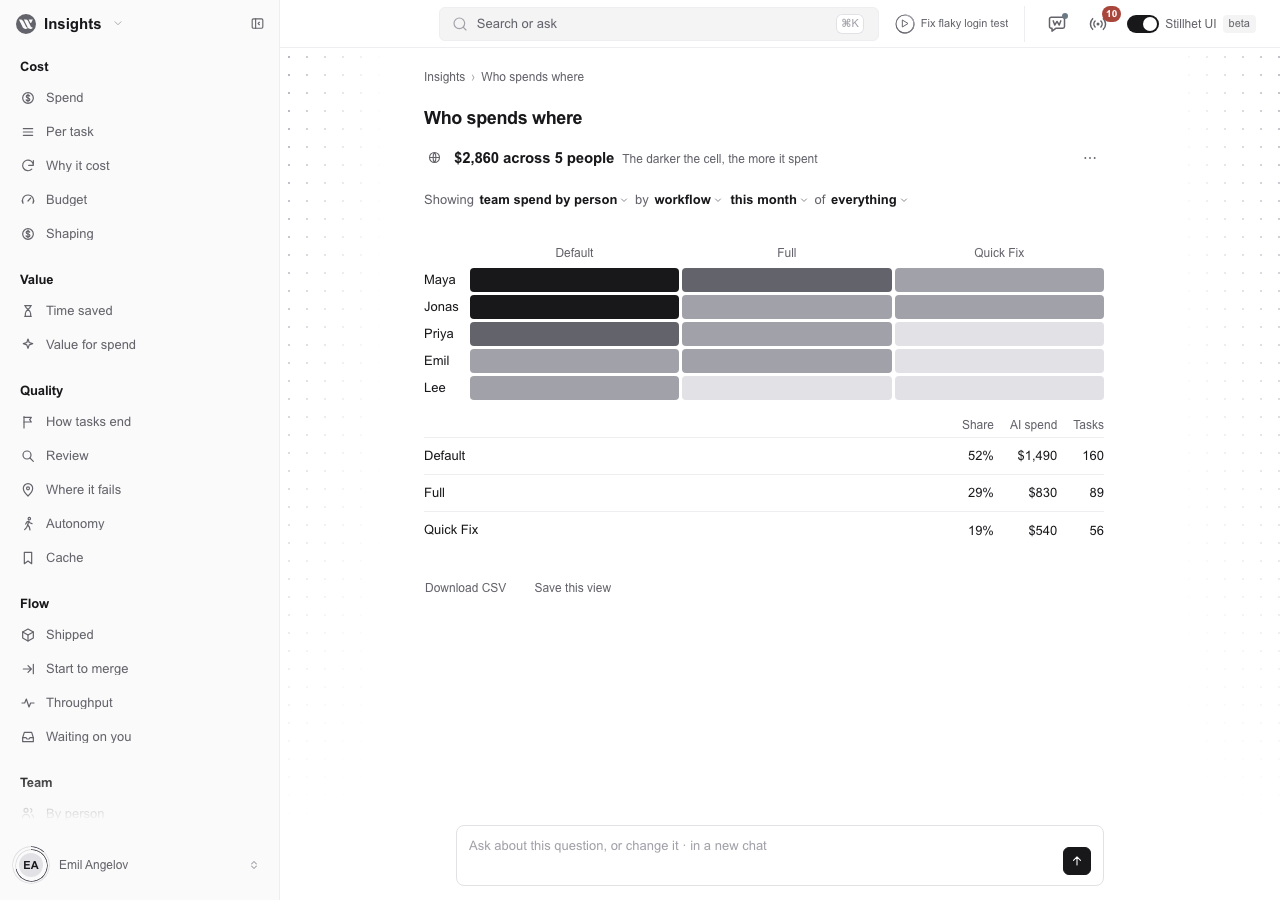 Insights
Search or ask
⌘K
Fix flaky login test
10
Stillhet UI
beta
Cost
Spend
Per task
Why it cost
Budget
Shaping
Value
Time saved
Value for spend
Quality
How tasks end
Review
Where it fails
Autonomy
Cache
Flow
Shipped
Start to merge
Throughput
Waiting on you
Team
By person
EA
Emil Angelov
Insights › Who spends where
Who spends where
$2,860 across 5 people The darker the cell, the more it spent
Showing team spend by person by workflow this month of everything
Default Full Quick Fix
Maya
Jonas
Priya
Emil
Lee
Share AI spend Tasks
Default 52% $1,490 160
Full 29% $830 89
Quick Fix 19% $540 56
Download CSV Save this view
Ask about this question, or change it · in a new chat